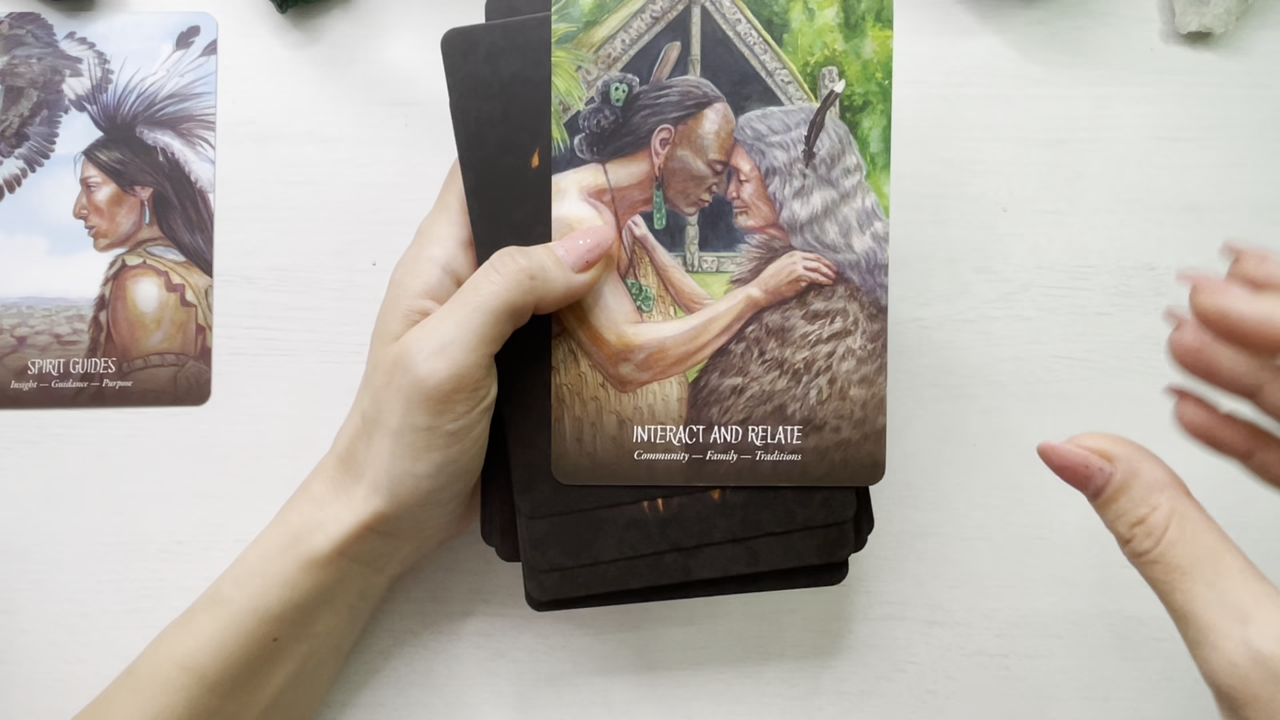 SPIRIT GUIDES
Insight — Guidance — Purpose
INTERACT AND RELATE
Community — Family — Traditions